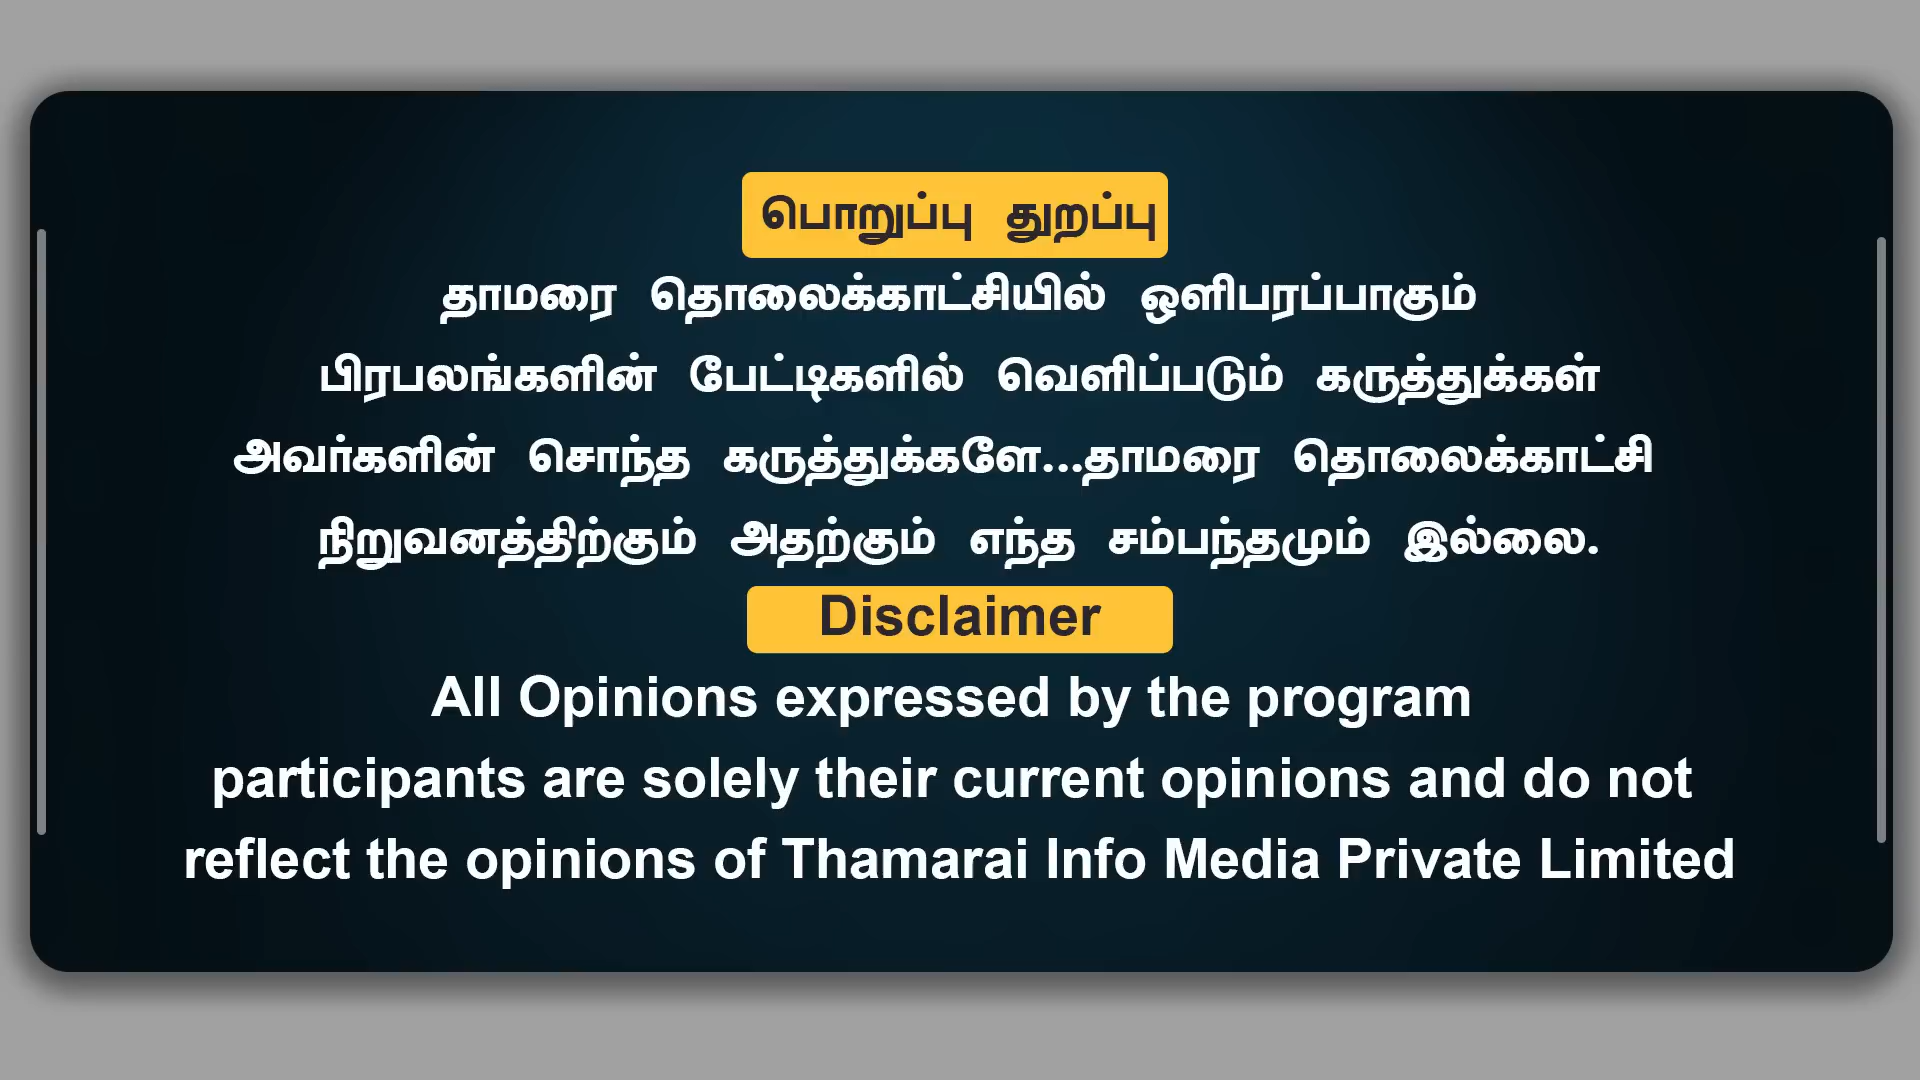 பொறுப்பு துறப்பு
தாமரை தொலைக்காட்சியில் ஒளிபரப்பாகும்
பிரபலங்களின் பேட்டிகளில் வெளிப்படும் கருத்துக்கள்
அவர்களின் சொந்த கருத்துக்களே...தாமரை தொலைக்காட்சி
நிறுவனத்திற்கும் அதற்கும் எந்த சம்பந்தமும் இல்லை.
Disclaimer
All Opinions expressed by the program
participants are solely their current opinions and do not
reflect the opinions of Thamarai Info Media Private Limited